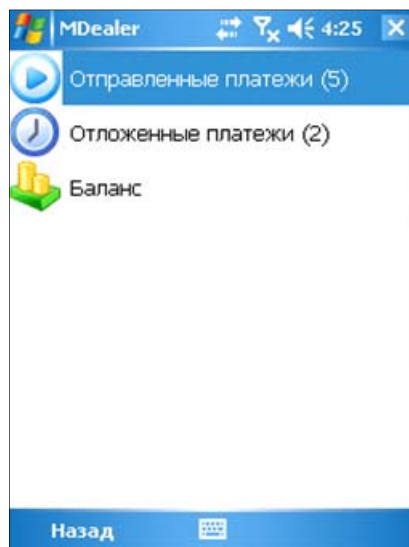 MDealer 4:25
Отправленные платежи (5)
Отложенные платежи (2)
Баланс
Назад